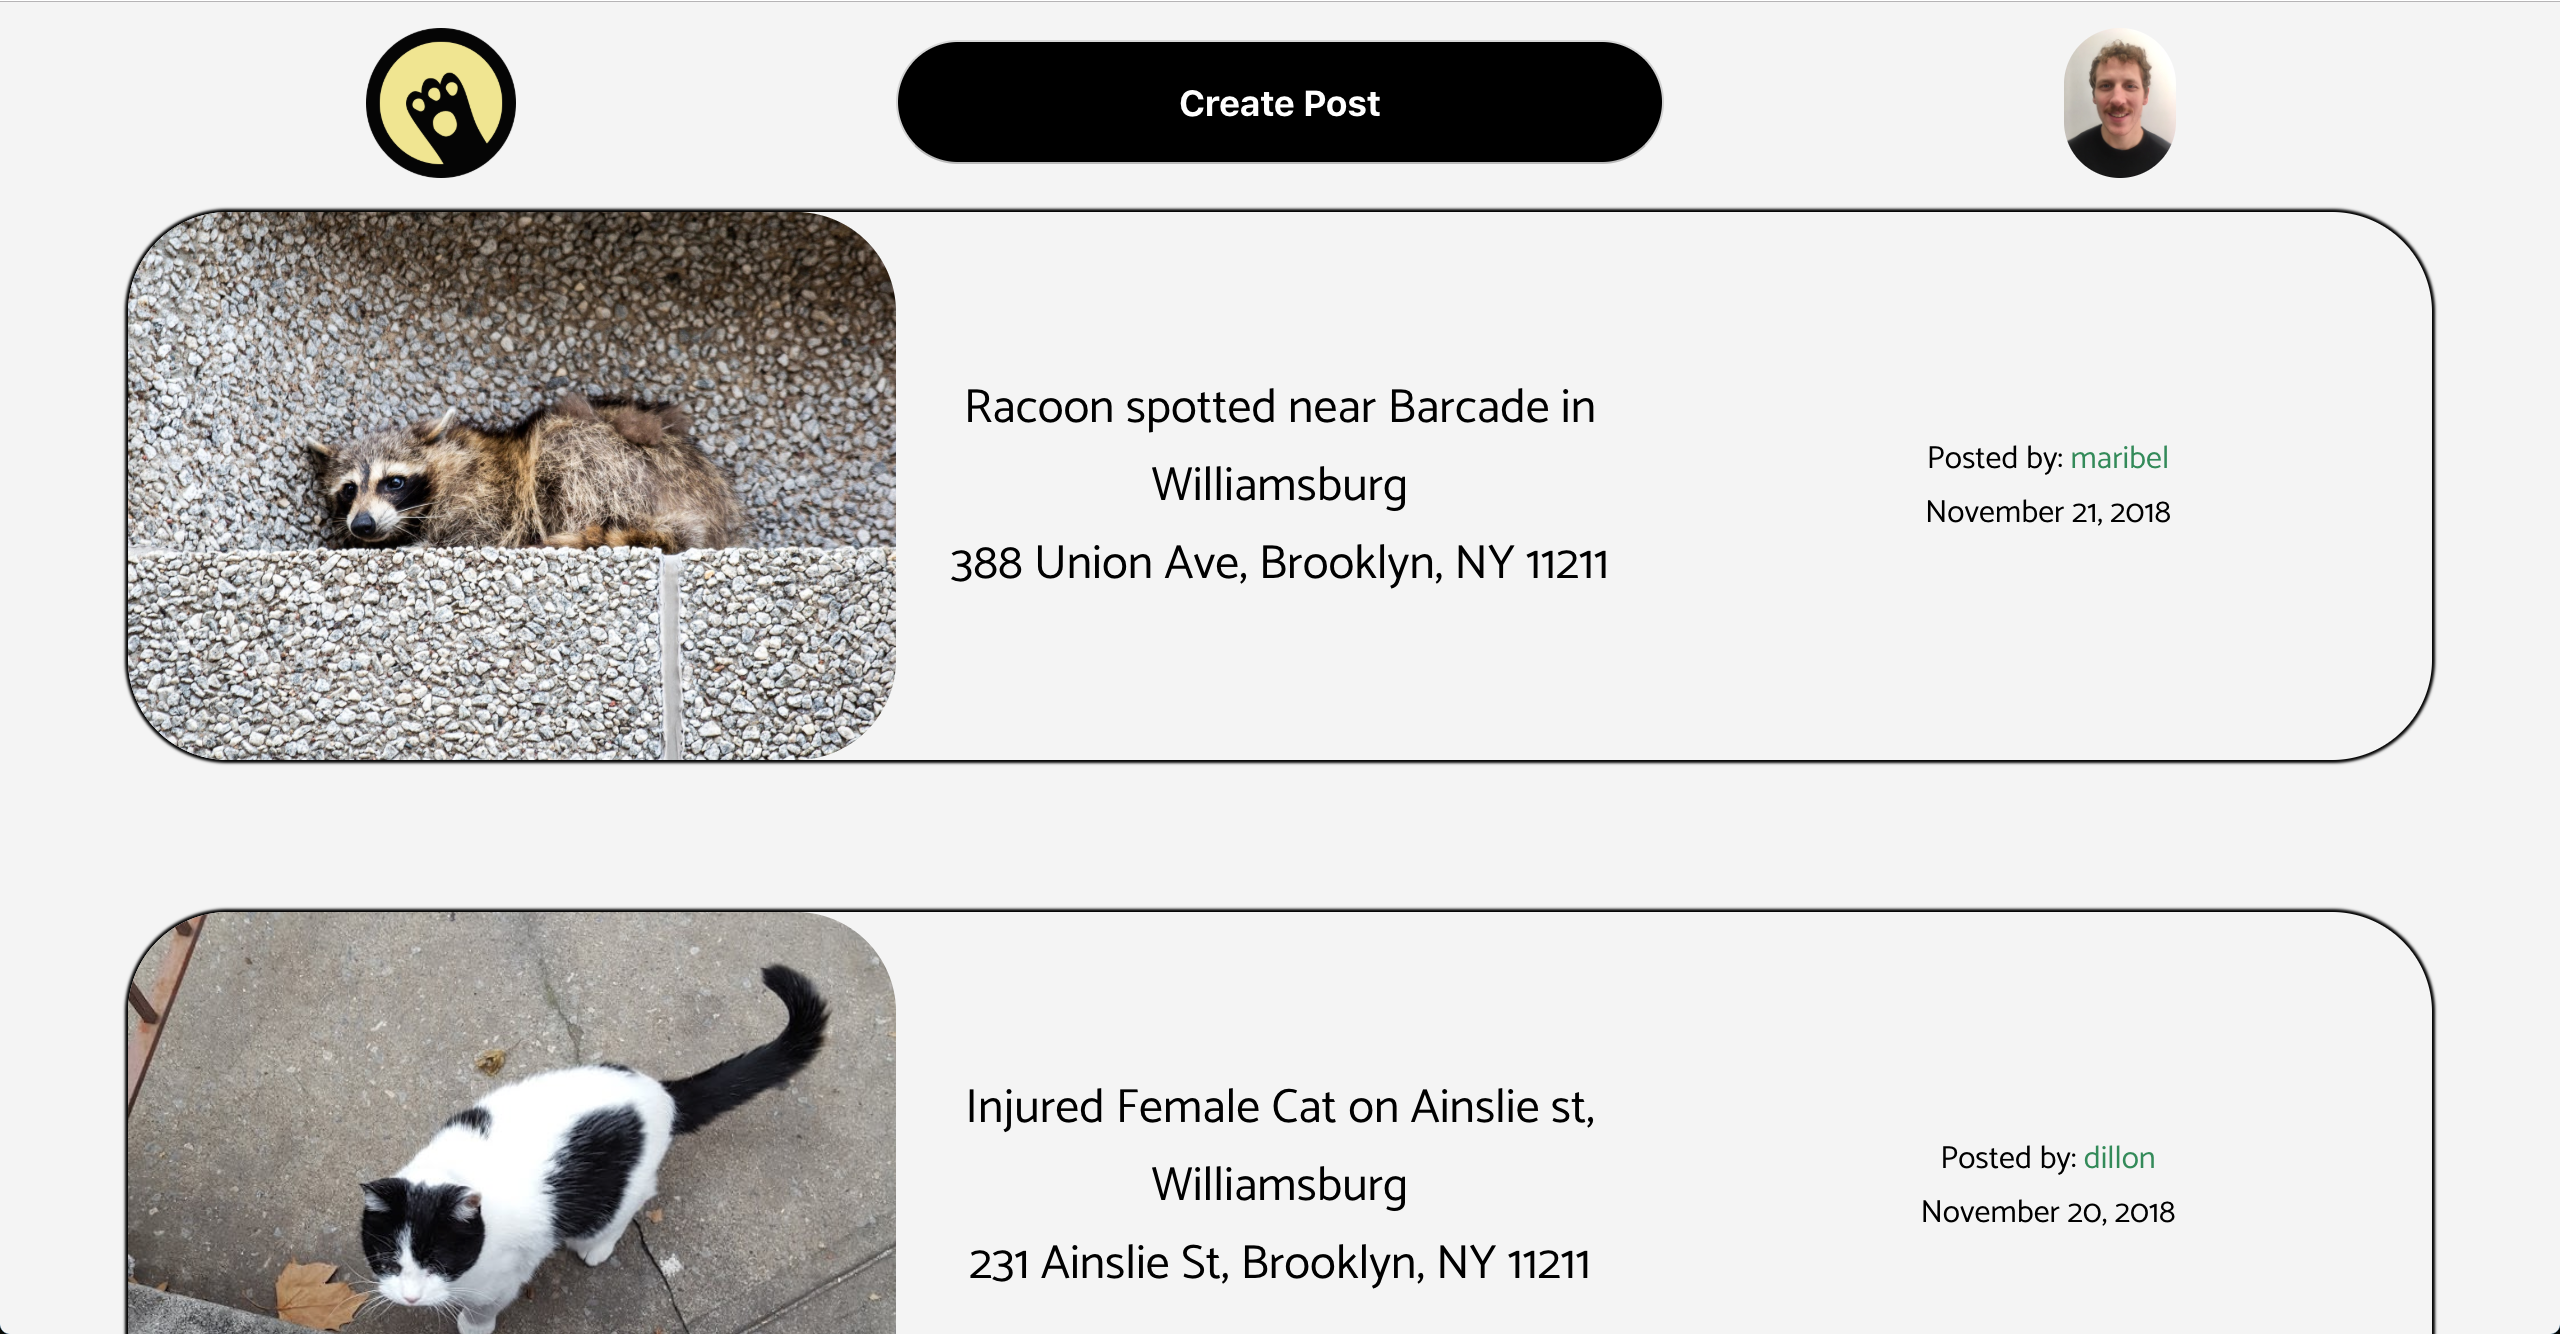 Create Post
Racoon spotted near Barcade in
Williamsburg
388 Union Ave, Brooklyn, NY 11211
Posted by: maribel
November 21, 2018
Injured Female Cat on Ainslie st,
Williamsburg
231 Ainslie St, Brooklyn, NY 11211
Posted by: dillon
November 20, 2018